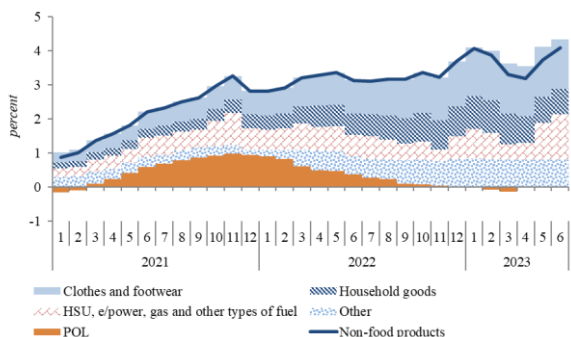 5
4
3
2
1
0
-1
percent
1 2 3 4 5 6 7 8 9 10 11 12 1 2 3 4 5 6 7 8 9 10 11 12 1 2 3 4 5 6
2021 2022 2023
Clothes and footwear Household goods
HSU, e/power, gas and other types of fuel Other
POL Non-food products